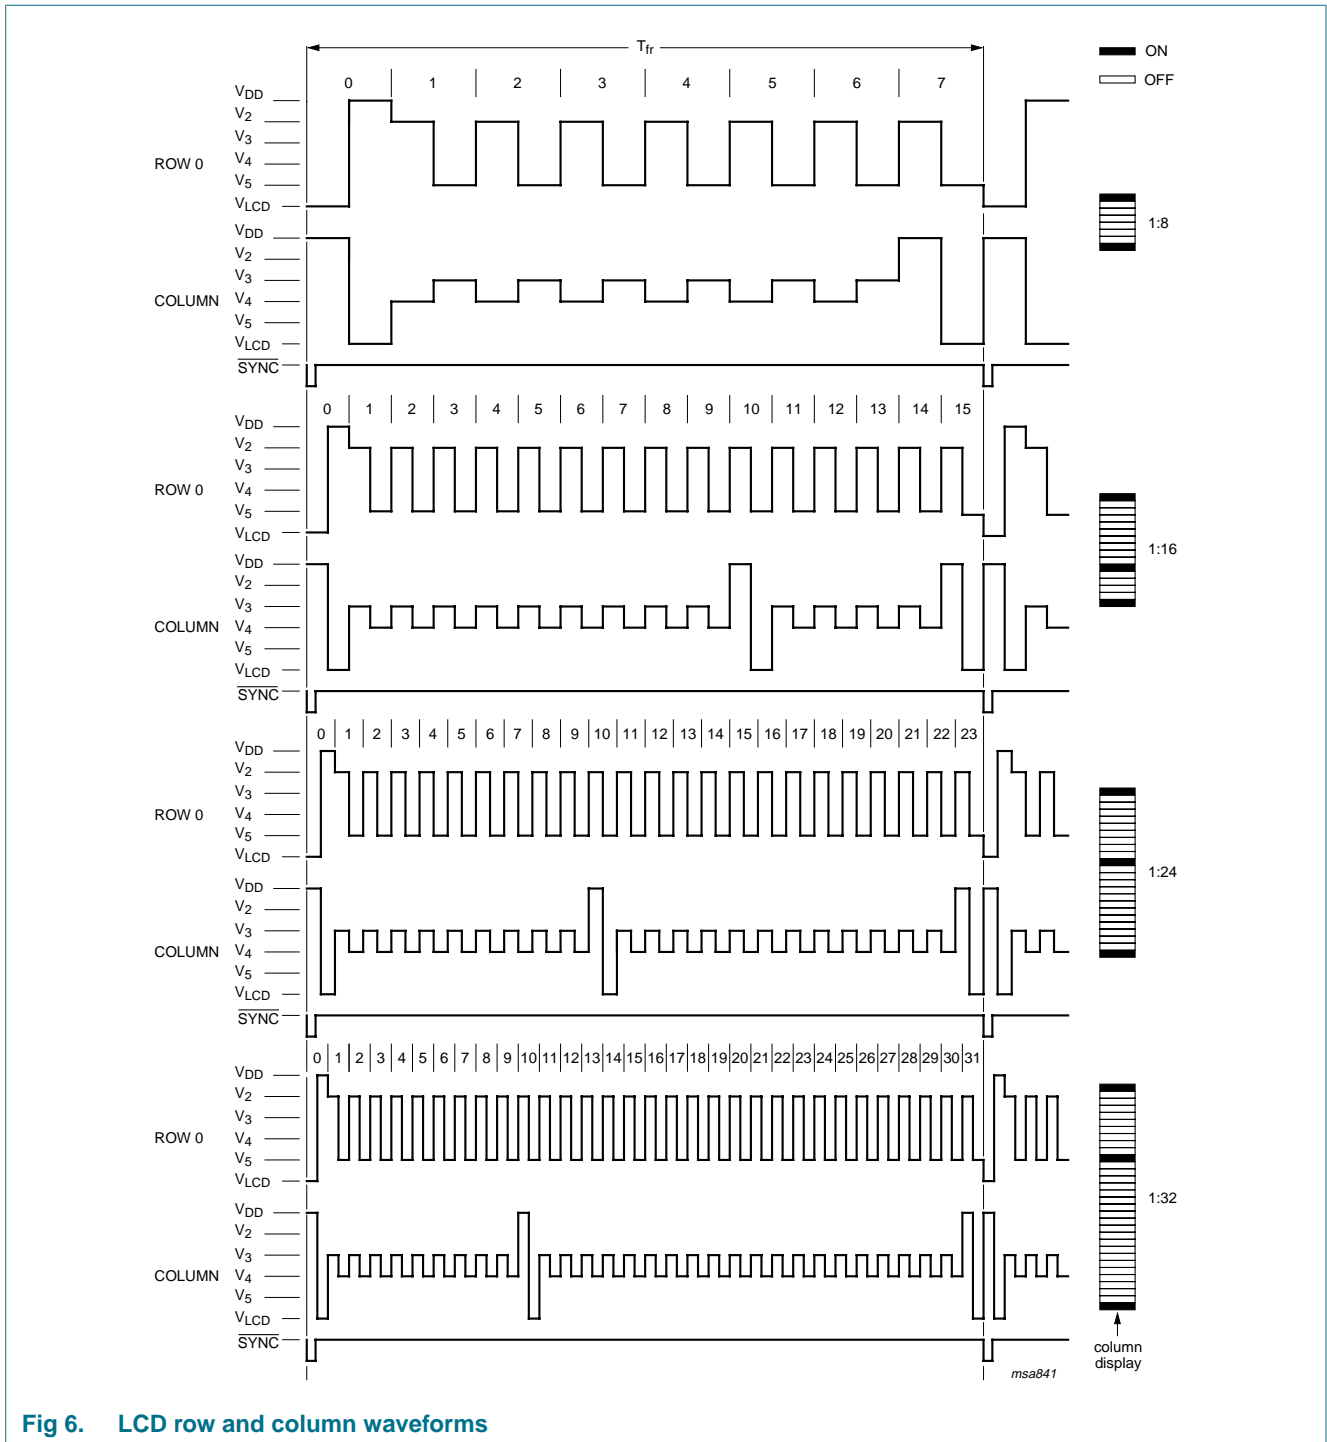 Tfr
ON
OFF
0 1 2 3 4 5 6 7
VDD
V2
V3
ROW 0 V4
V5
VLCD
1:8
VDD
V2
V3
COLUMN V4
V5
VLCD
SYNC
0 1 2 3 4 5 6 7 8 9 10 11 12 13 14 15
VDD
V2
V3
ROW 0 V4
V5
VLCD
1:16
VDD
V2
V3
COLUMN V4
V5
VLCD
SYNC
0 1 2 3 4 5 6 7 8 9 10 11 12 13 14 15 16 17 18 19 20 21 22 23
VDD
V2
V3
ROW 0 V4
V5
VLCD
1:24
VDD
V2
V3
COLUMN V4
V5
VLCD
SYNC
0 1 2 3 4 5 6 7 8 9 10 11 12 13 14 15 16 17 18 19 20 21 22 23 24 25 26 27 28 29 30 31
VDD
V2
V3
ROW 0 V4
V5
VLCD
1:32
VDD
V2
V3
COLUMN V4
V5
VLCD
SYNC
column
display
msa841
Fig 6. LCD row and column waveforms